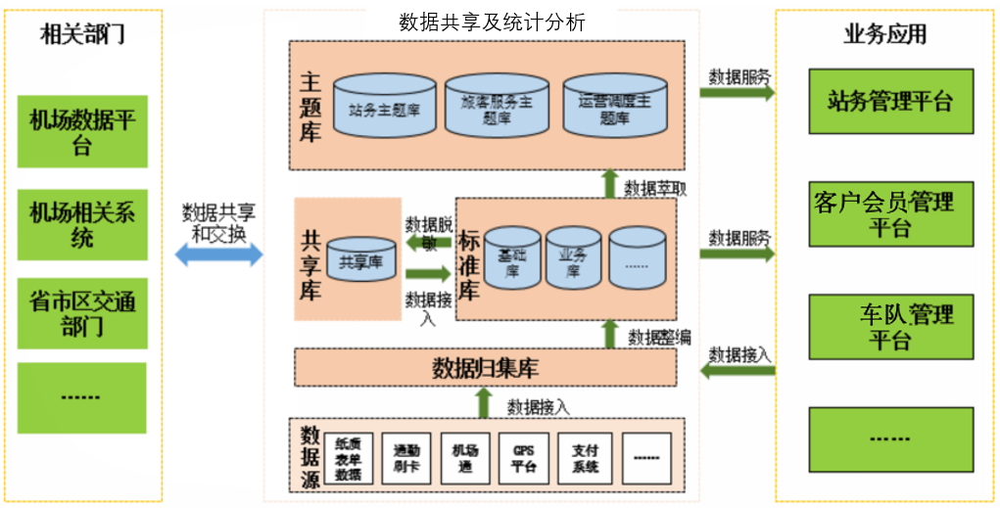 相关部门
机场数据平
台
机场相关系
统
省市区交通
部门
......
数据共享
和交换
数据共享及统计分析
主
题
库
站务主题库
旅客服务主
题库
运营调度主
题库
数据萃取
共
享
库
共享库
数据脱
敏
数据接
入
标
准
库
基础
库
业务
库
......
数据整编
数据归集库
数据接入
数
据
源
纸质
表单
数据
通勤
刷卡
机场
通
GPS
平台
支付
系统
......
数据服务
数据服务
数据接入
业务应用
站务管理平台
客户会员管理
平台
车队管理
平台
......